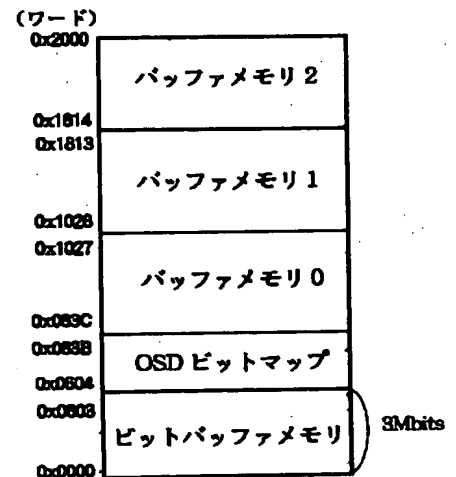 (ワード)
0x2000
バッファメモリ2
0x1814
0x1813
バッファメモリ1
0x1028
0x1027
バッファメモリ0
0x083C
0x083B
OSDビットマップ
0x0604
0x0603
ビットバッファメモリ
3Mbits
0x0000